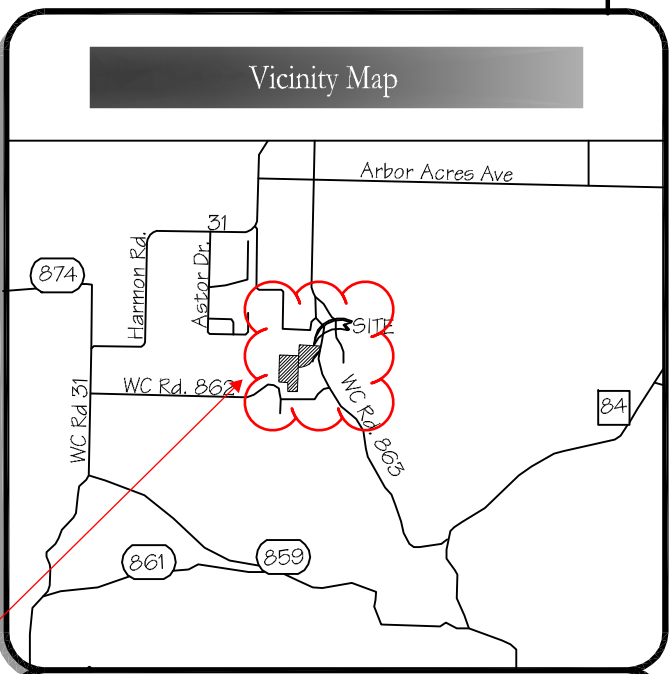 Vicinity Map
Arbor Acres Ave
31
Harmon Rd.
Astor Dr.
874
SITE
WC Rd. 862
WC Rd 31
WC Rd. 863
84
861
859